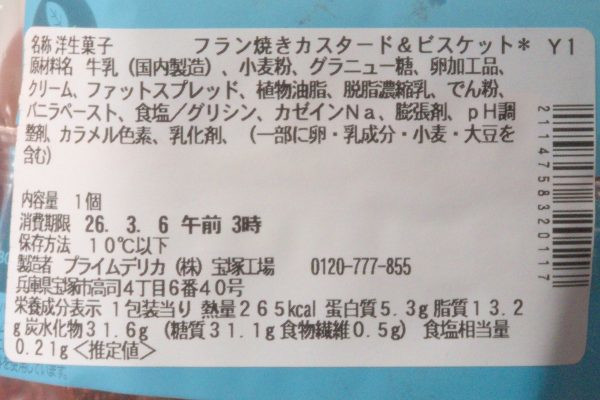 名称 洋生菓子 フラン焼きカスタード＆ビスケット＊ Y1
原材料名 牛乳（国内製造）、小麦粉、グラニュー糖、卵加工品、
クリーム、ファットスプレッド、植物油脂、脱脂濃縮乳、でん粉、
バニラペースト、食塩／グリシン、カゼインNa、膨張剤、pH調
整剤、カラメル色素、乳化剤、（一部に卵・乳成分・小麦・大豆を
含む）
内容量 1個
消費期限 26. 3. 6 午前 3時
保存方法 10℃以下
製造者 プライムデリカ（株）宝塚工場 0120-777-855
兵庫県宝塚市高司4丁目6番40号
栄養成分表示 1包装当り 熱量265kcal 蛋白質5.3g 脂質13.2
g 炭水化物31.6g （糖質31.1g 食物繊維0.5g） 食塩相当量
0.21g＜推定値＞
2114758320117
使用しています。